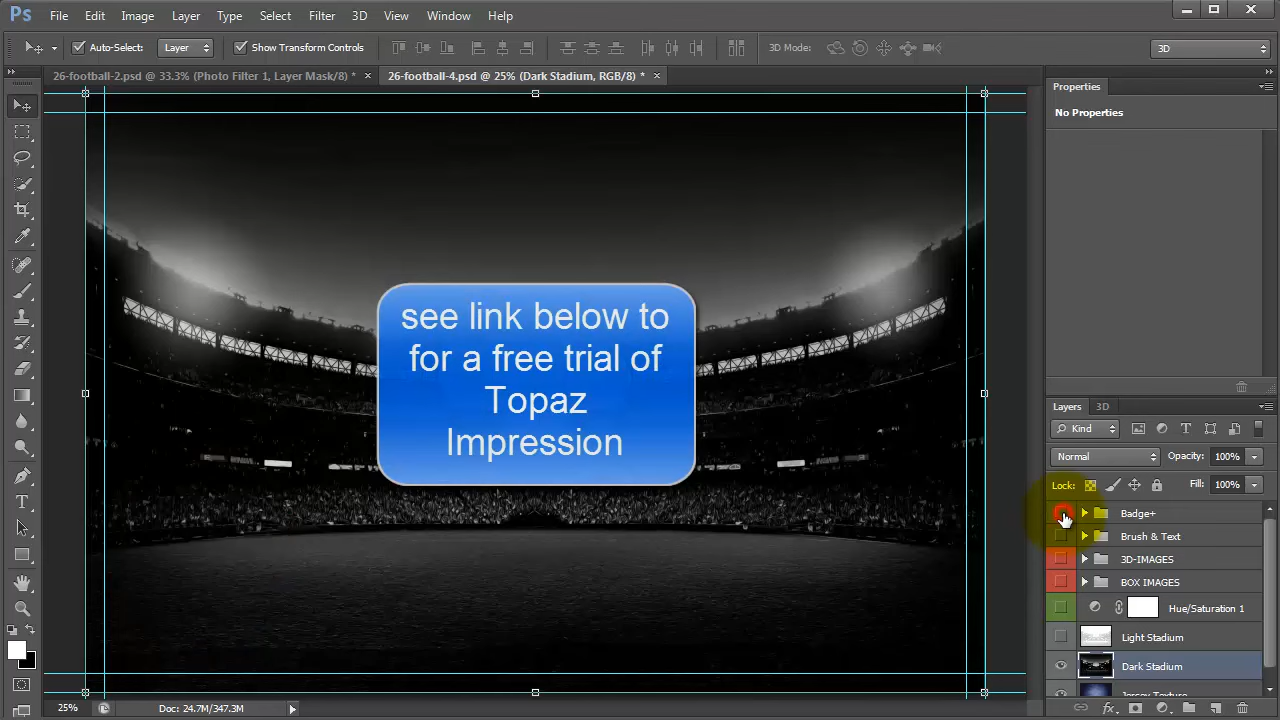 Ps File Edit Image Layer Type Select Filter 3D View Window Help
Auto-Select: Layer Show Transform Controls 3D Mode: 3D
26-football-2.psd @ 33.3% (Photo Filter 1, Layer Mask/8) * × 26-football-4.psd @ 25% (Dark Stadium, RGB/8) * ×
Properties
No Properties
see link below to
for a free trial of
Topaz
Impression
Layers 3D
Kind
Normal Opacity: 100%
Lock: Fill: 100%
Badge+
Brush & Text
3D-IMAGES
BOX IMAGES
Hue/Saturation 1
Light Stadium
Dark Stadium
Jersey Texture
25% Doc: 24.7M/347.3M